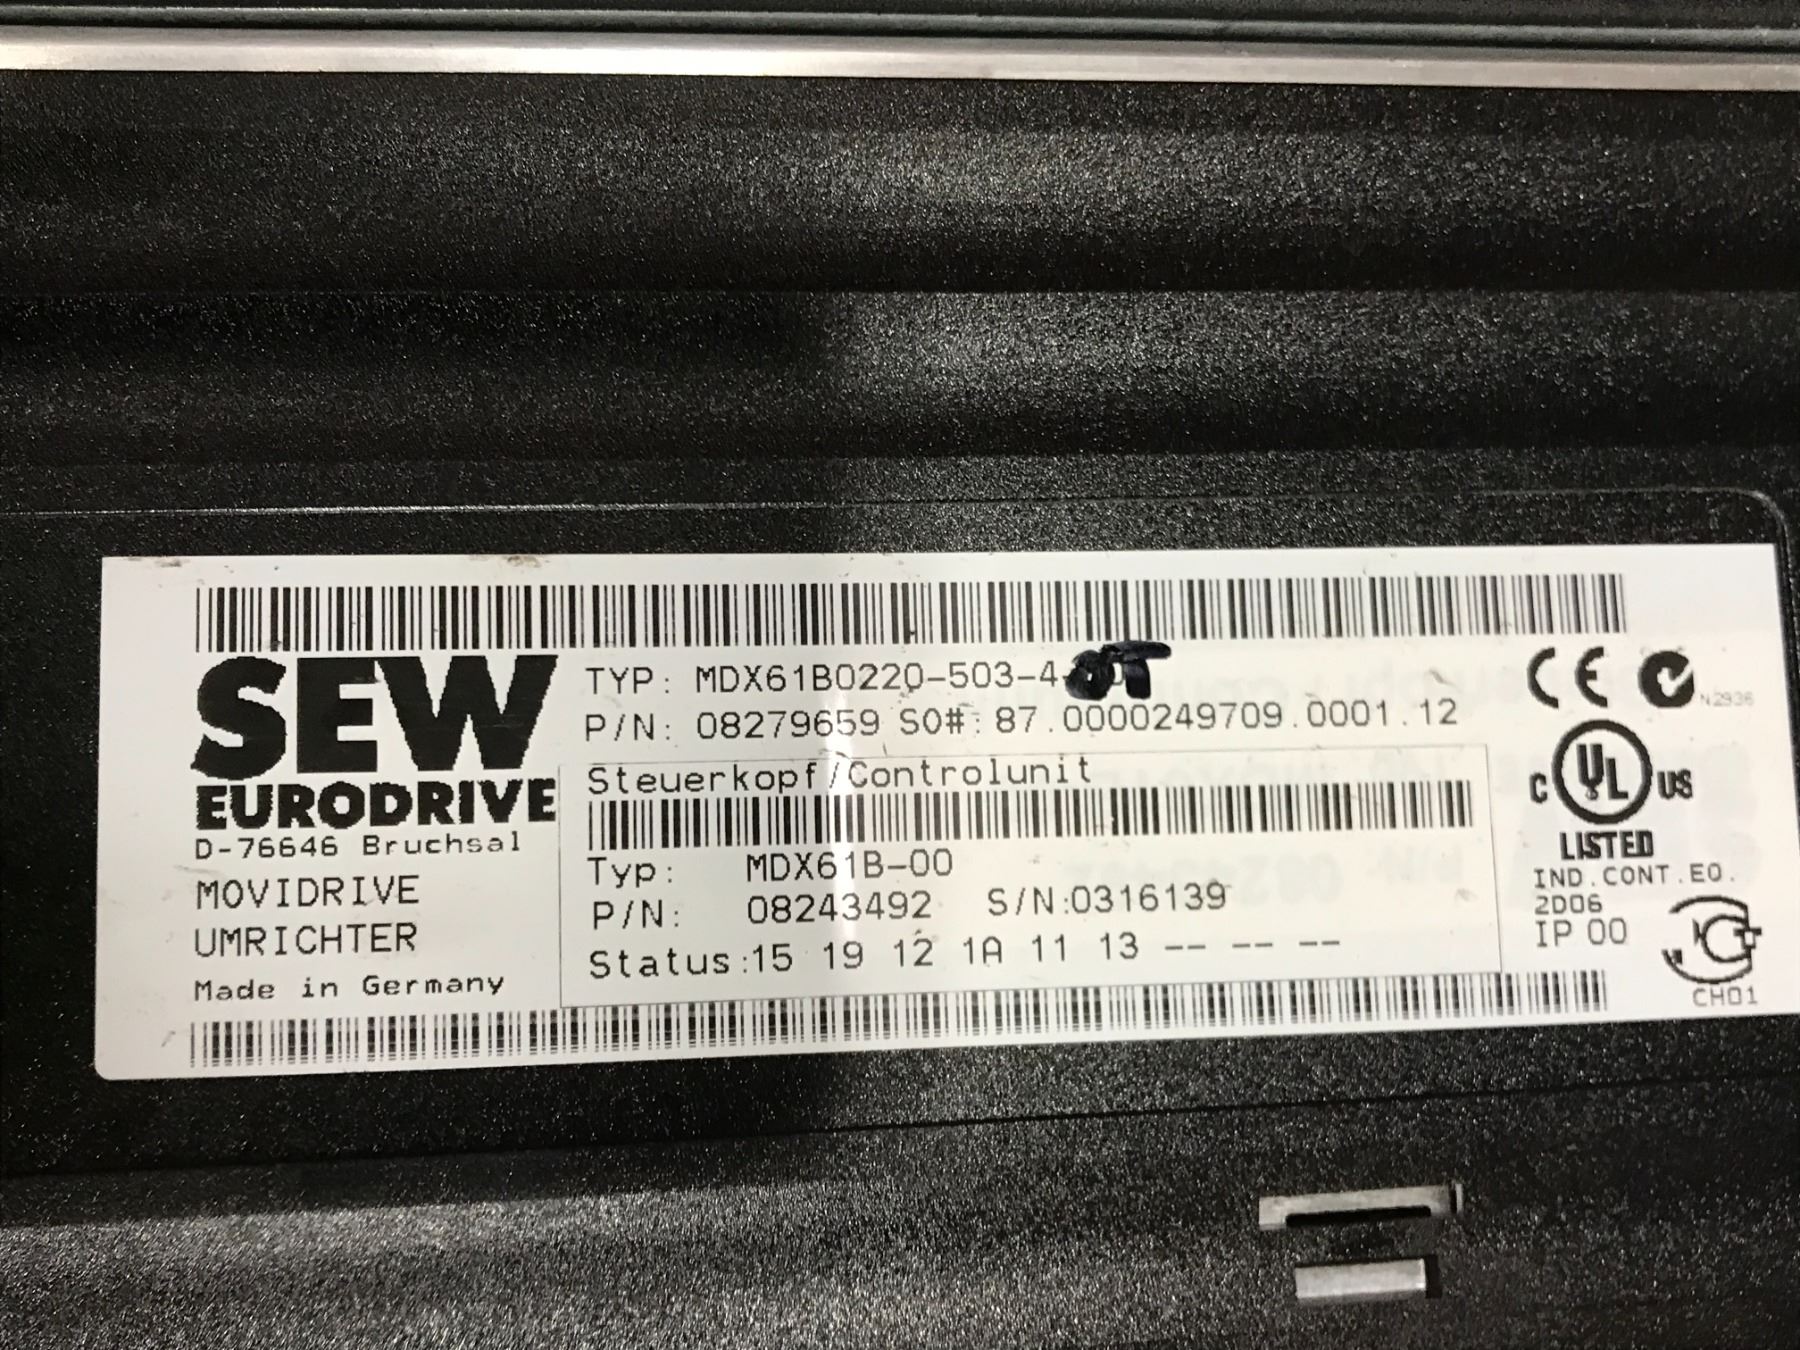 SEW
EURODRIVE
D-76646 Bruchsal
MOVIDRIVE
UMRICHTER
Made in Germany
TYP: MDX61B0220-503-4-0T
P/N: 08279659 SO#: 87.0000249709.0001.12
Steuerkopf/Controlunit
Typ: MDX61B-00
P/N: 08243492 S/N:0316139
Status:15 19 12 1A 11 13 -- -- --
CE
N2936
C UL US
LISTED
IND.CONT.EQ.
2D06
IP 00
CH01